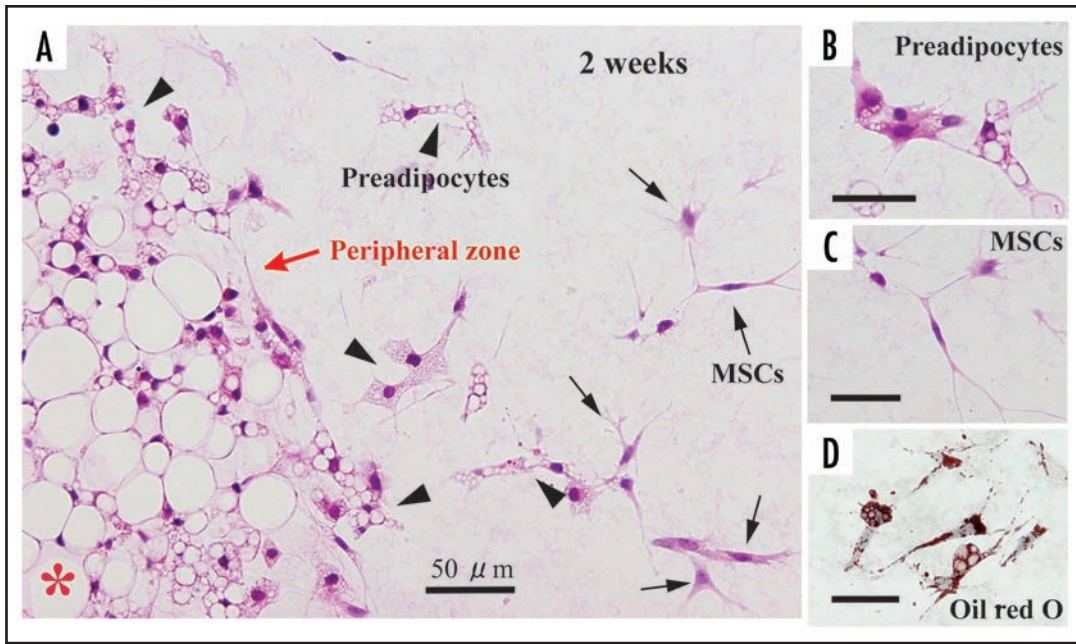 A
2 weeks
Preadipocytes
Peripheral zone
MSCs
50 μm
*
B
Preadipocytes
C
MSCs
D
Oil red O